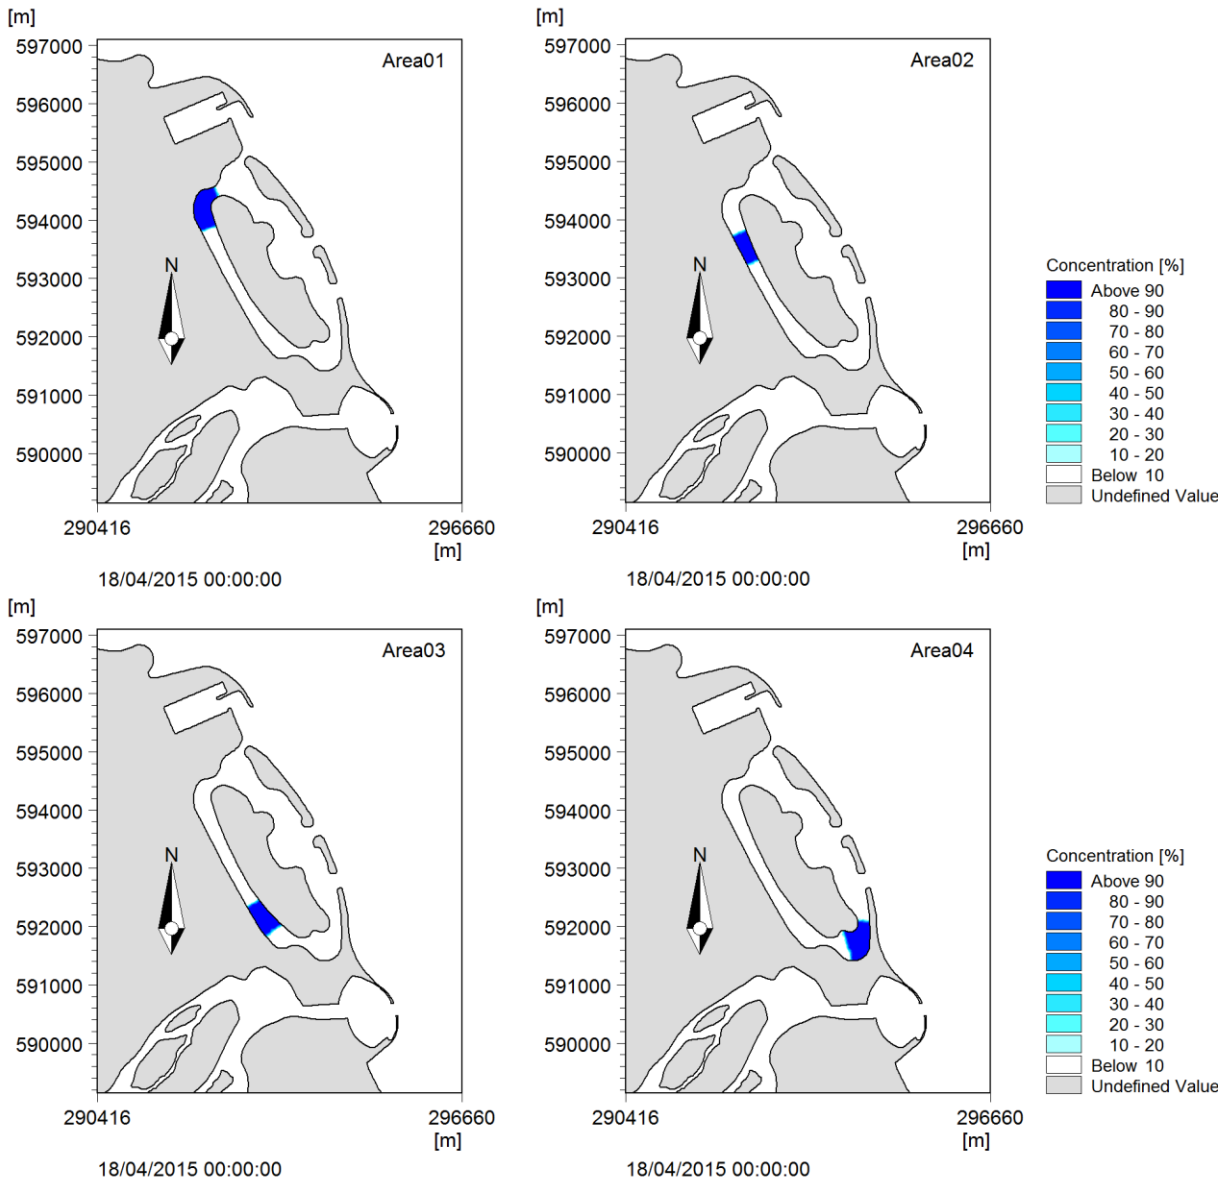 [m]
597000
596000
595000
594000
593000
592000
591000
590000
Area01
N
290416
296660
[m]
18/04/2015 00:00:00
[m]
597000
596000
595000
594000
593000
592000
591000
590000
Area02
N
290416
296660
[m]
18/04/2015 00:00:00
Concentration [%]
Above 90
80 - 90
70 - 80
60 - 70
50 - 60
40 - 50
30 - 40
20 - 30
10 - 20
Below 10
Undefined Value
[m]
597000
596000
595000
594000
593000
592000
591000
590000
Area03
N
290416
296660
[m]
18/04/2015 00:00:00
[m]
597000
596000
595000
594000
593000
592000
591000
590000
Area04
N
290416
296660
[m]
18/04/2015 00:00:00
Concentration [%]
Above 90
80 - 90
70 - 80
60 - 70
50 - 60
40 - 50
30 - 40
20 - 30
10 - 20
Below 10
Undefined Value